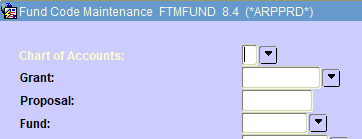 Fund Code Maintenance FTMFUND 8.4 (*ARPPRD*)
Chart of Accounts:
Grant:
Proposal:
Fund: